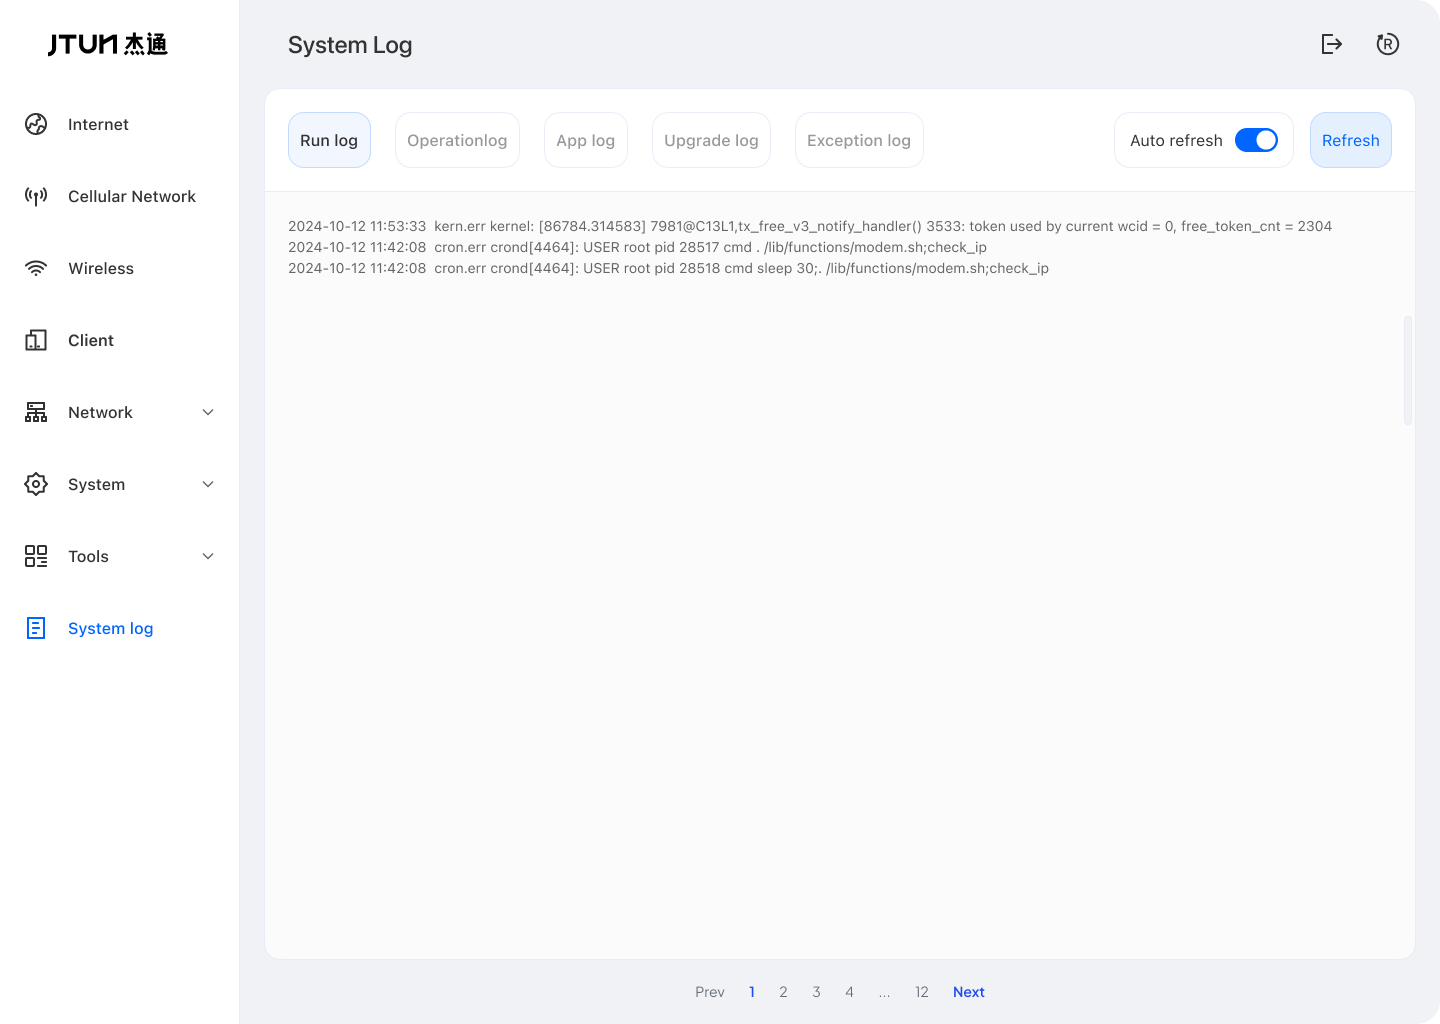 JTUN 杰通
System Log
R
Internet
Cellular Network
Wireless
Client
Network
System
Tools
System log
Run log
Operationlog
App log
Upgrade log
Exception log
Auto refresh
Refresh
2024-10-12 11:53:33 kern.err kernel: [86784.314583] 7981@C13L1,tx_free_v3_notify_handler() 3533: token used by current wcid = 0, free_token_cnt = 2304
2024-10-12 11:42:08 cron.err crond[4464]: USER root pid 28517 cmd . /lib/functions/modem.sh;check_ip
2024-10-12 11:42:08 cron.err crond[4464]: USER root pid 28518 cmd sleep 30;. /lib/functions/modem.sh;check_ip
Prev 1 2 3 4 ... 12 Next